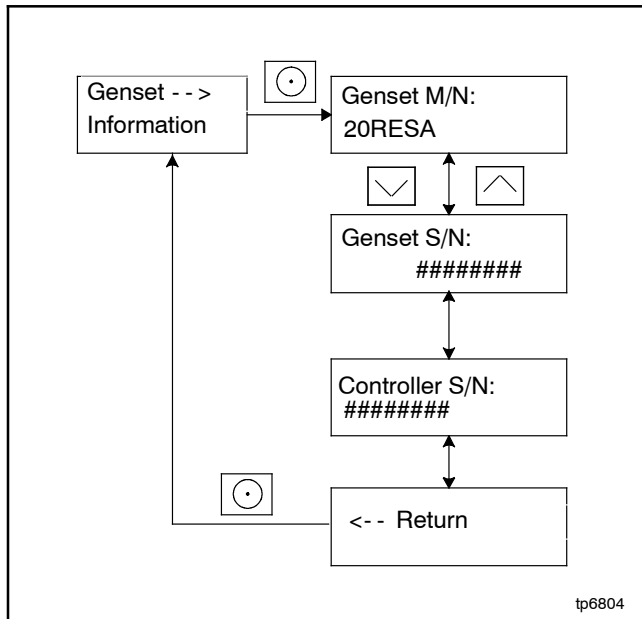 Genset - - >
Information
Genset M/N:
20RESA
Genset S/N:
########
Controller S/N:
########
<- - Return
tp6804